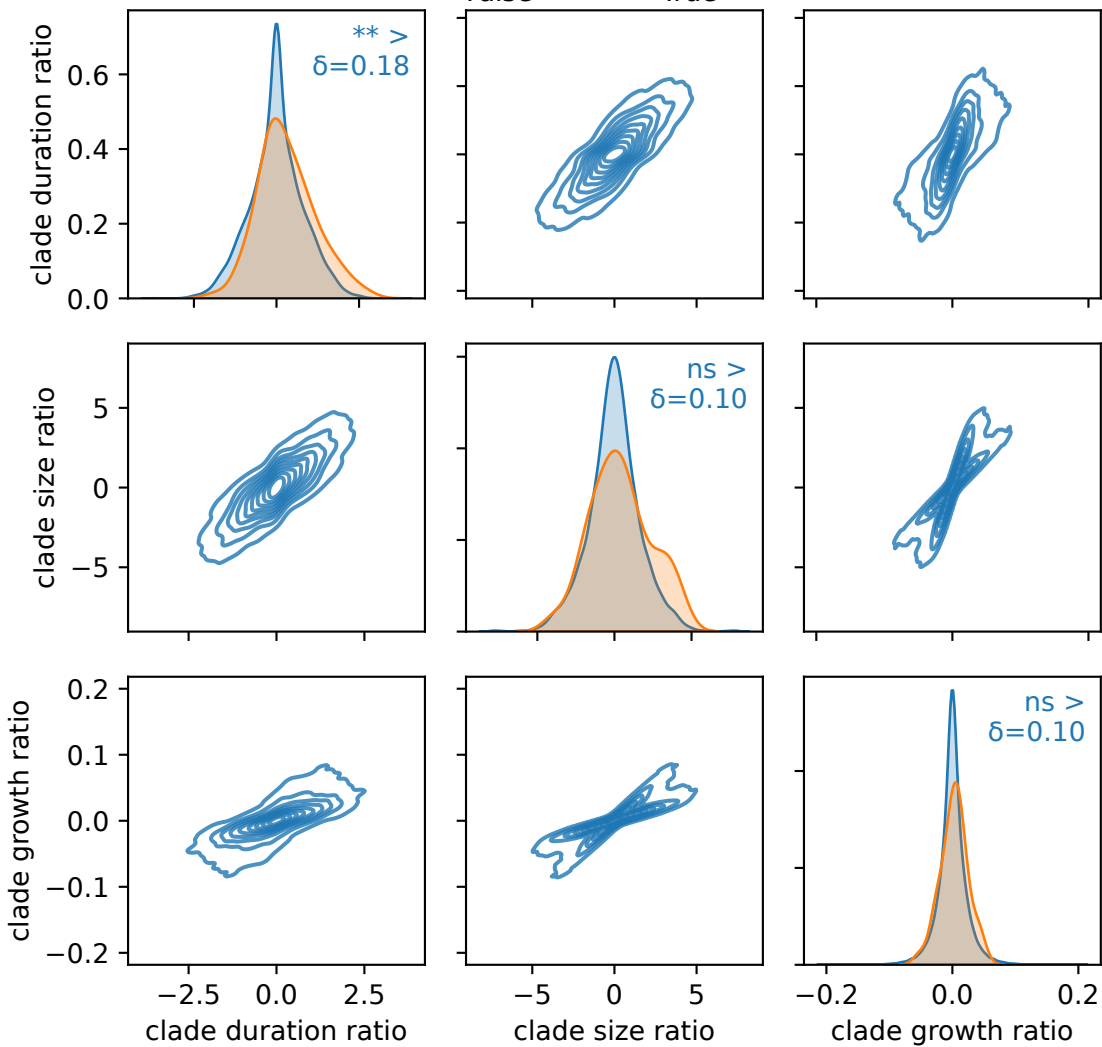 clade duration ratio
0.6
0.4
0.2
0.0
** >
δ=0.18
clade size ratio
5
0
−5
ns >
δ=0.10
clade growth ratio
0.2
0.1
0.0
−0.1
−0.2
ns >
δ=0.10
−2.5 0.0 2.5
−5 0 5
−0.2 0.0 0.2
clade duration ratio
clade size ratio
clade growth ratio